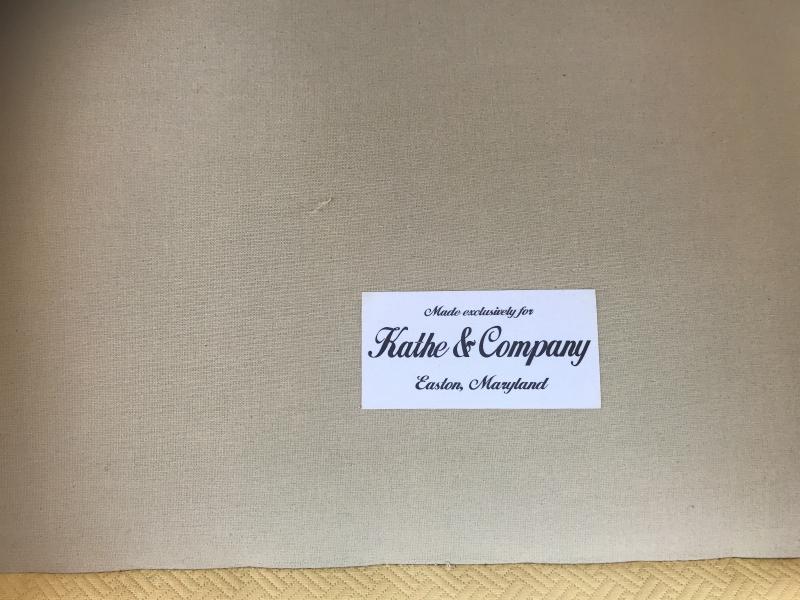 Made exclusively for
Kathe & Company
Easton, Maryland